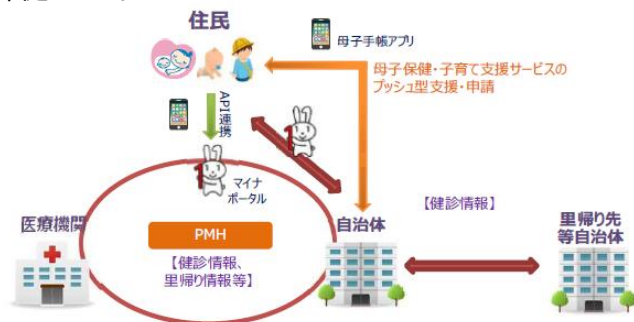 住民
母子手帳アプリ
母子保健・子育て支援サービスの
プッシュ型支援・申請
API連携
マイナ
ポータル
【健診情報】
医療機関
PMH
自治体
里帰り先
等自治体
【健診情報、
里帰り情報等】